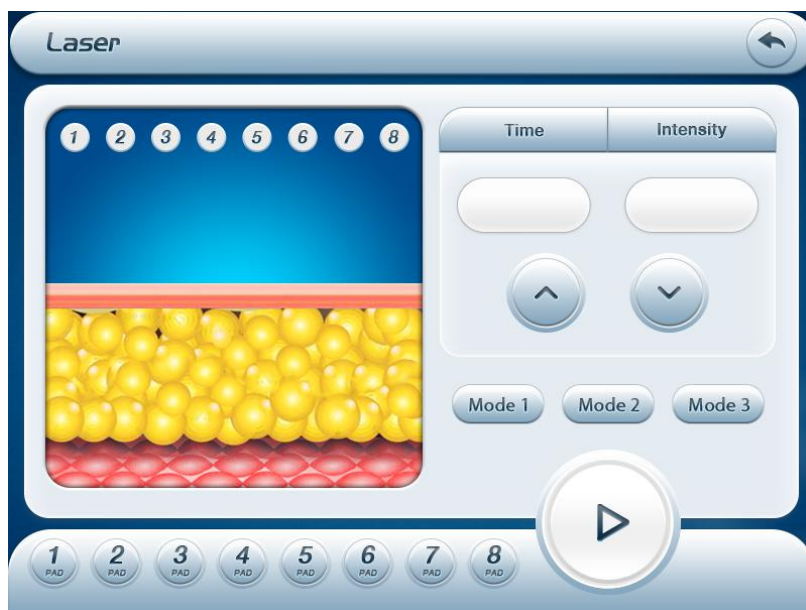 Laser
1 2 3 4 5 6 7 8
Time Intensity
Mode 1 Mode 2 Mode 3
1 2 3 4 5 6 7 8
PAD PAD PAD PAD PAD PAD PAD PAD